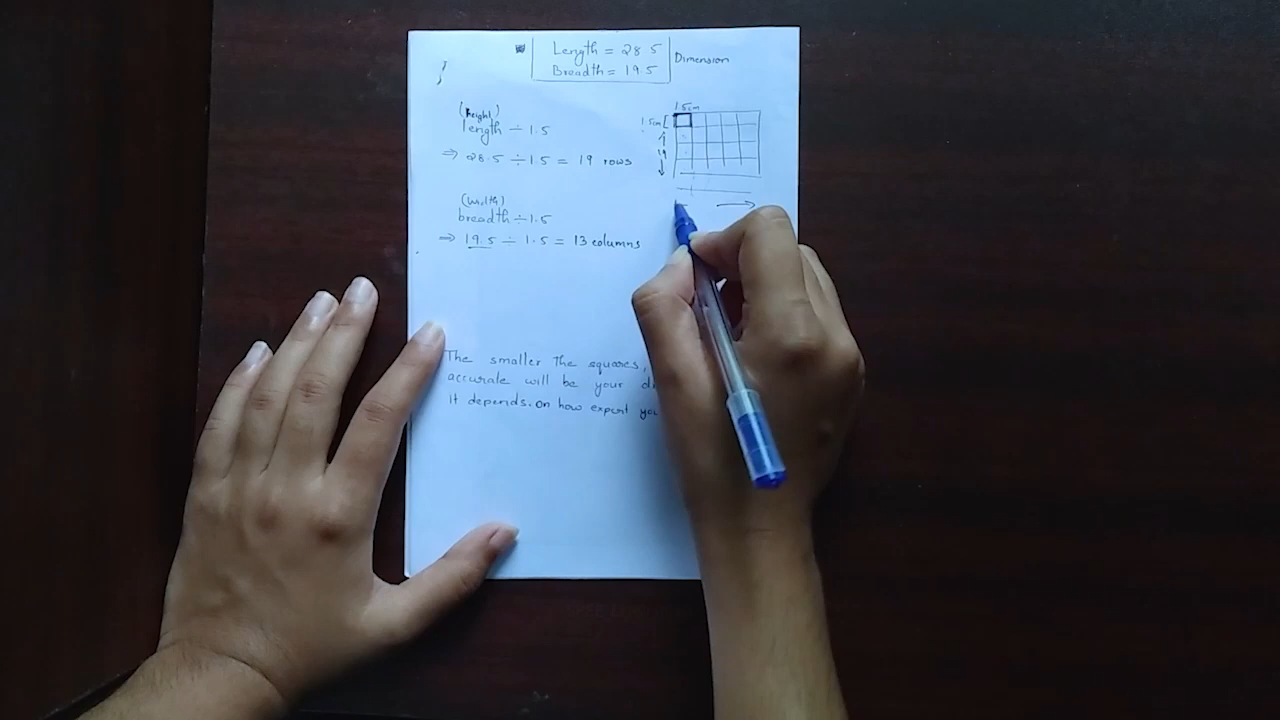 Length = 28.5
Breadth = 19.5
Dimension
(height)
length ÷ 1.5
⇒ 28.5 ÷ 1.5 = 19 rows
1.5cm
1.5cm
19
(width)
breadth ÷ 1.5
⇒ 19.5 ÷ 1.5 = 13 columns
The smaller the squares,
accurate will be your
It depends. on how expert you